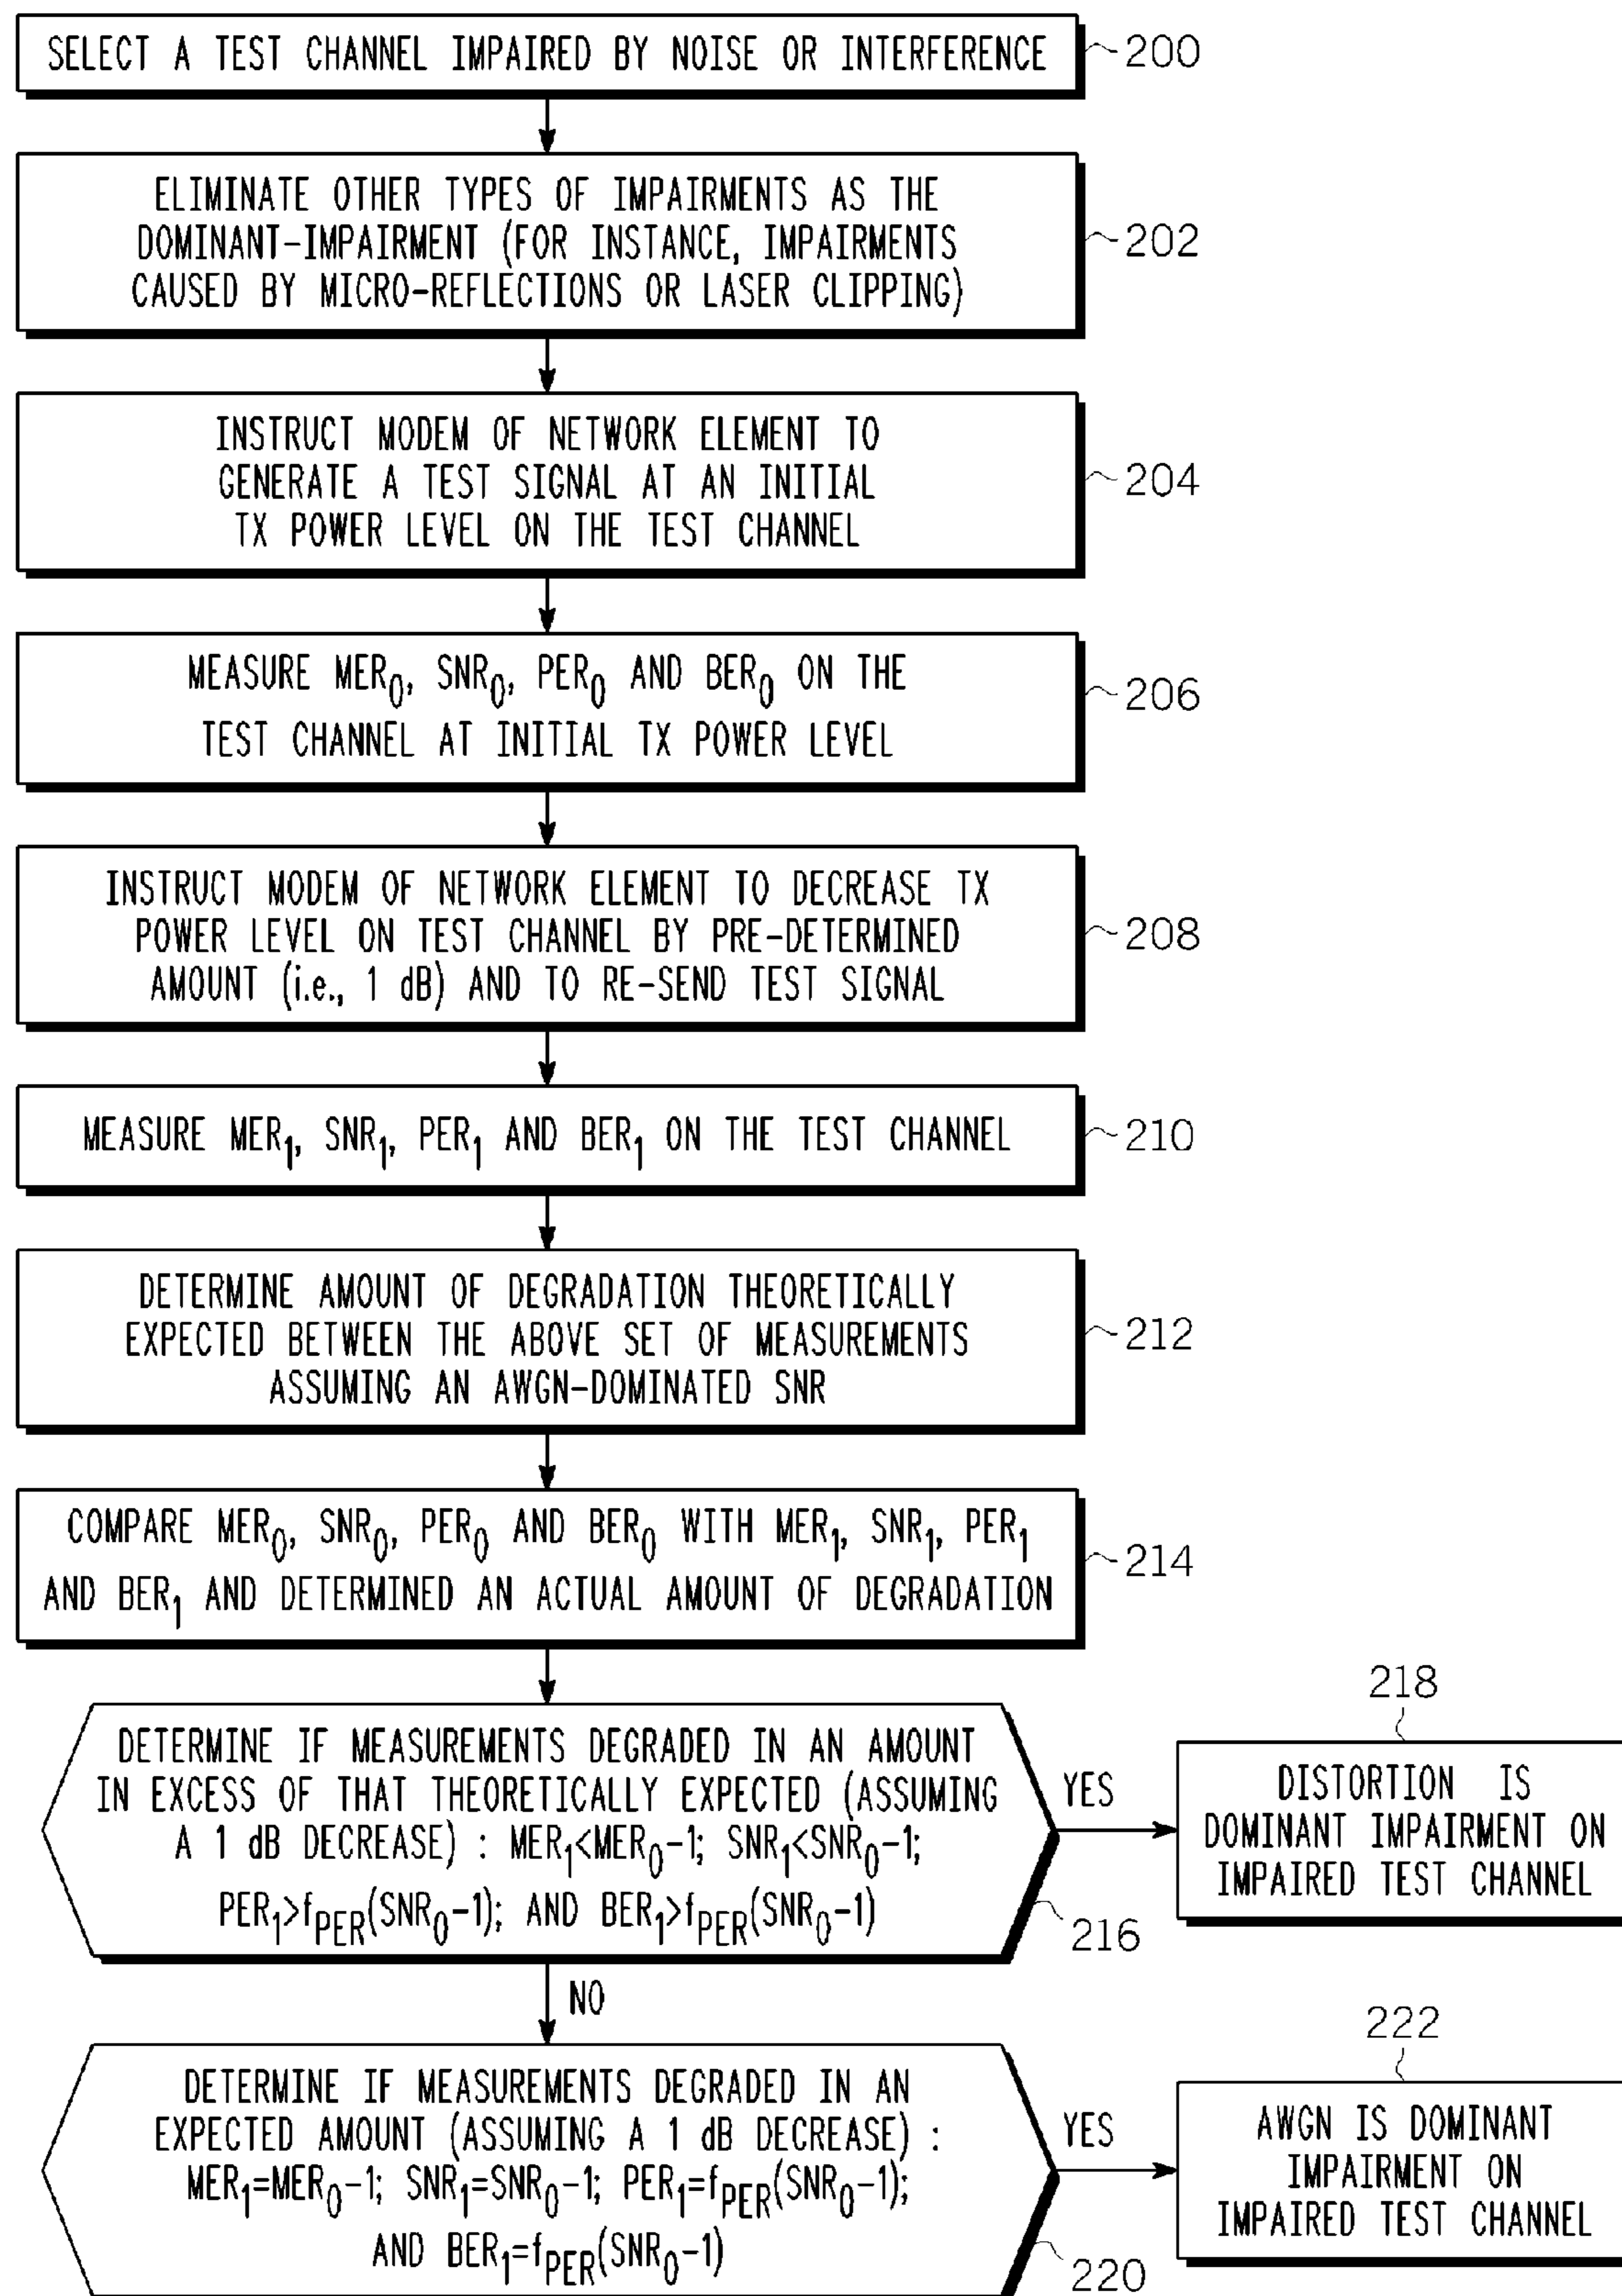 SELECT A TEST CHANNEL IMPAIRED BY NOISE OR INTERFERENCE
200
ELIMINATE OTHER TYPES OF IMPAIRMENTS AS THE
DOMINANT-IMPAIRMENT (FOR INSTANCE, IMPAIRMENTS
CAUSED BY MICRO-REFLECTIONS OR LASER CLIPPING)
202
INSTRUCT MODEM OF NETWORK ELEMENT TO
GENERATE A TEST SIGNAL AT AN INITIAL
TX POWER LEVEL ON THE TEST CHANNEL
204
MEASURE MER0, SNR0, PER0 AND BER0 ON THE
TEST CHANNEL AT INITIAL TX POWER LEVEL
206
INSTRUCT MODEM OF NETWORK ELEMENT TO DECREASE TX
POWER LEVEL ON TEST CHANNEL BY PRE-DETERMINED
AMOUNT (i.e., 1 dB) AND TO RE-SEND TEST SIGNAL
208
MEASURE MER1, SNR1, PER1 AND BER1 ON THE TEST CHANNEL
210
DETERMINE AMOUNT OF DEGRADATION THEORETICALLY
EXPECTED BETWEEN THE ABOVE SET OF MEASUREMENTS
ASSUMING AN AWGN-DOMINATED SNR
212
COMPARE MER0, SNR0, PER0 AND BER0 WITH MER1, SNR1, PER1
AND BER1 AND DETERMINED AN ACTUAL AMOUNT OF DEGRADATION
214
DETERMINE IF MEASUREMENTS DEGRADED IN AN AMOUNT
IN EXCESS OF THAT THEORETICALLY EXPECTED (ASSUMING
A 1 dB DECREASE) : MER1<MER0-1; SNR1<SNR0-1;
PER1>fPER(SNR0-1); AND BER1>fPER(SNR0-1)
216
YES
218
DISTORTION IS
DOMINANT IMPAIRMENT ON
IMPAIRED TEST CHANNEL
NO
DETERMINE IF MEASUREMENTS DEGRADED IN AN
EXPECTED AMOUNT (ASSUMING A 1 dB DECREASE) :
MER1=MER0-1; SNR1=SNR0-1; PER1=fPER(SNR0-1);
AND BER1=fPER(SNR0-1)
220
YES
222
AWGN IS DOMINANT
IMPAIRMENT ON
IMPAIRED TEST CHANNEL